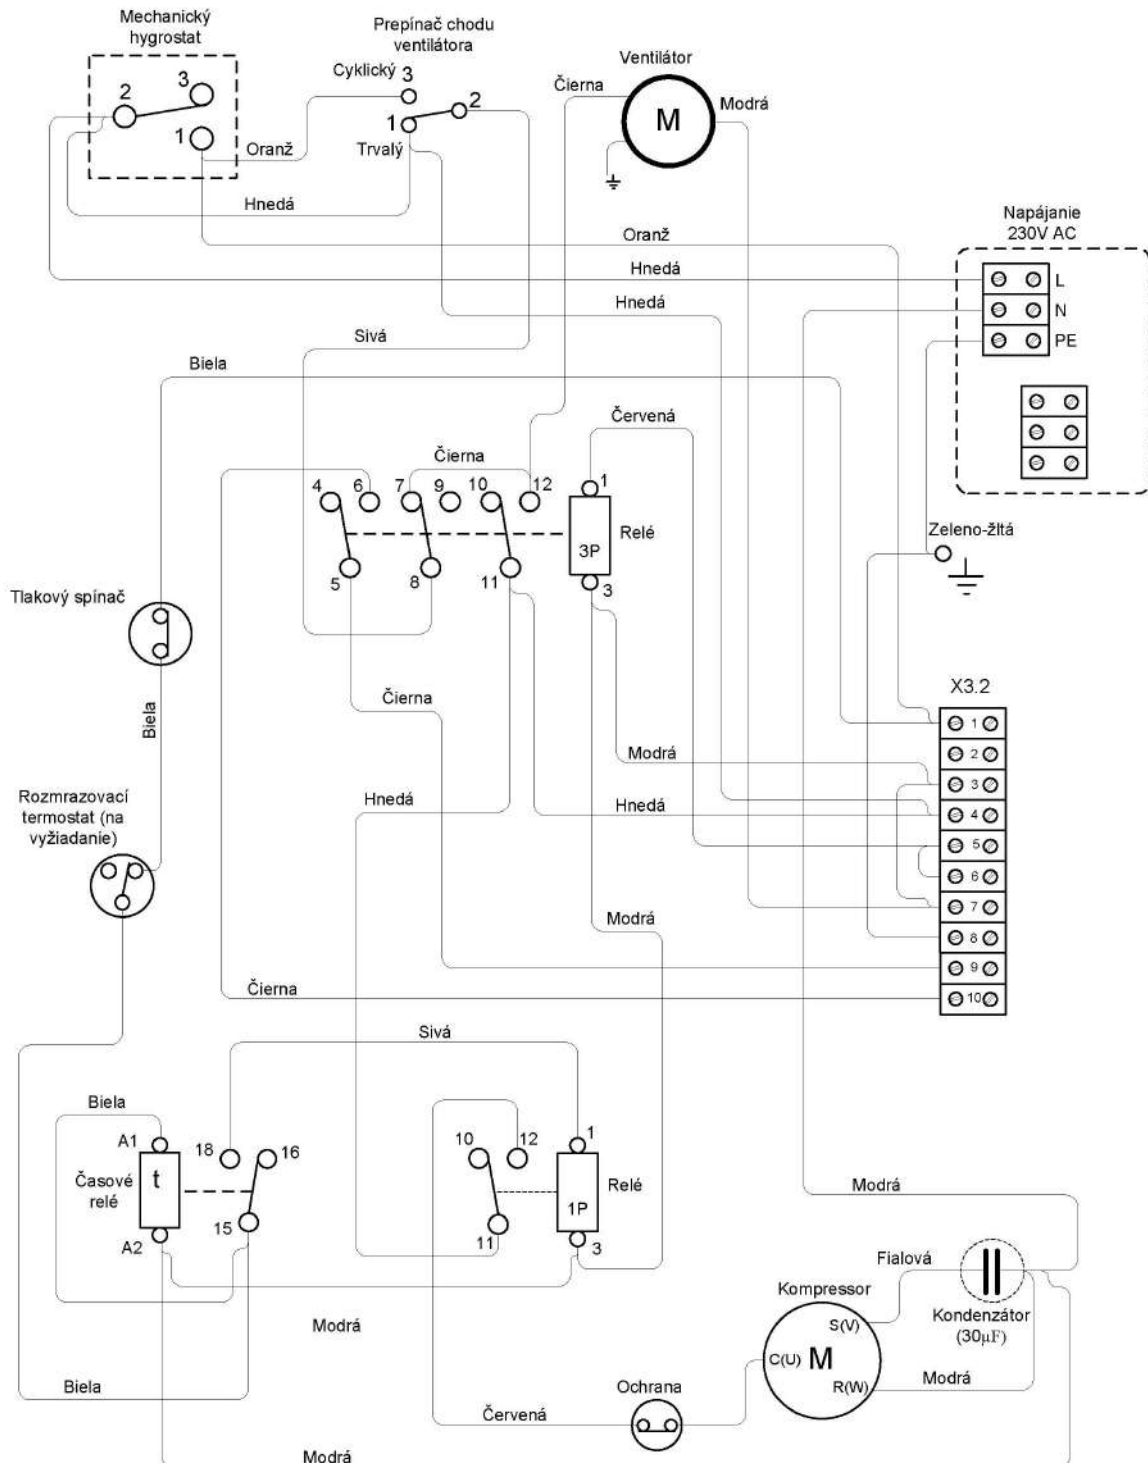 Mechanický
hygrostat
Prepínač chodu
ventilátora
Ventilátor
Cyklický
3
2
3
1
2
1
Trvalý
Čierna
M
Modrá
Oranž
Hnedá
Napájanie
230V AC
Oranž
Hnedá
L
Hnedá
N
Sivá
PE
Biela
Červená
Čierna
4
6
7
9
10
12
1
Relé
3P
Zeleno-žltá
5
8
11
3
Tlakový spínač
X3.2
Čierna
Biela
1
Modrá
2
3
Rozmrazovací
termostat (na
vyžiadanie)
Hnedá
Hnedá
4
5
6
Modrá
7
8
9
Čierna
10
Sivá
Biela
A1
18
16
10
12
1
Časové
relé
t
Relé
1P
15
A2
11
3
Modrá
Fialová
Kompressor
Kondenzátor
(30µF)
Modrá
S(V)
C(U)
M
R(W)
Modrá
Biela
Ochrana
Červená
Modrá